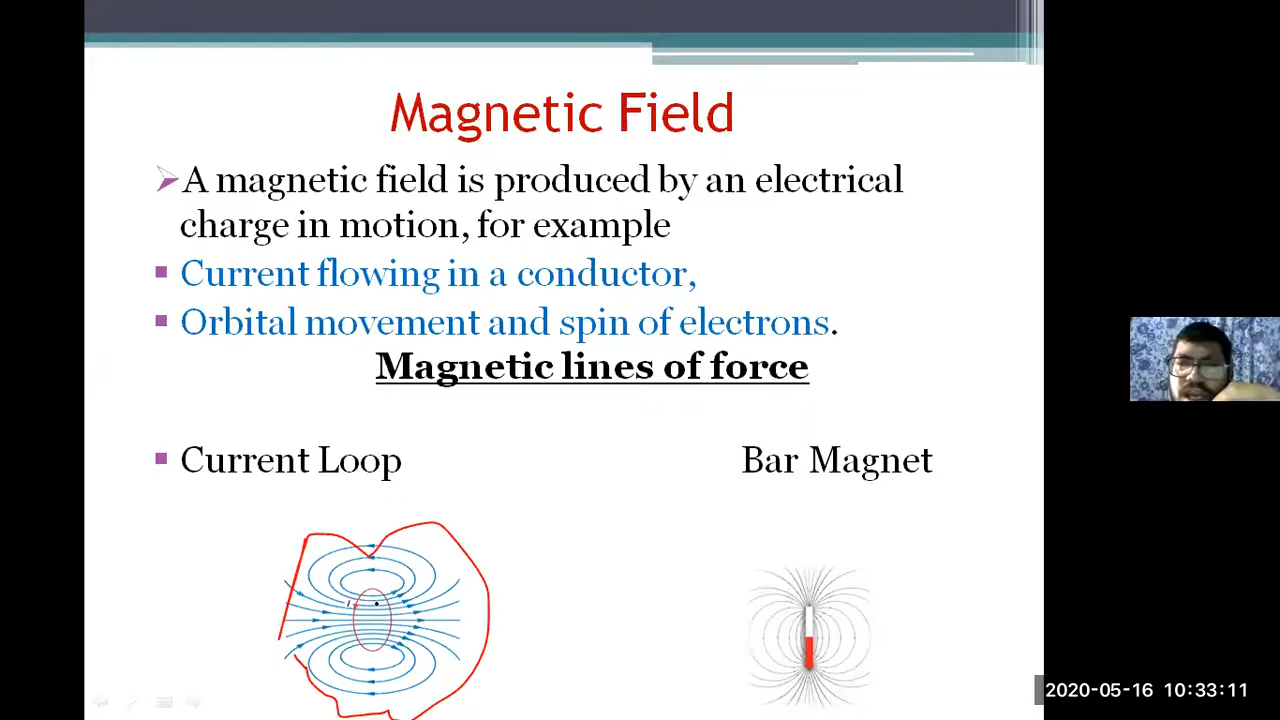 Magnetic Field
A magnetic field is produced by an electrical
charge in motion, for example
Current flowing in a conductor,
Orbital movement and spin of electrons.
Magnetic lines of force
Current Loop
Bar Magnet
I
2020-05-16 10:33:11